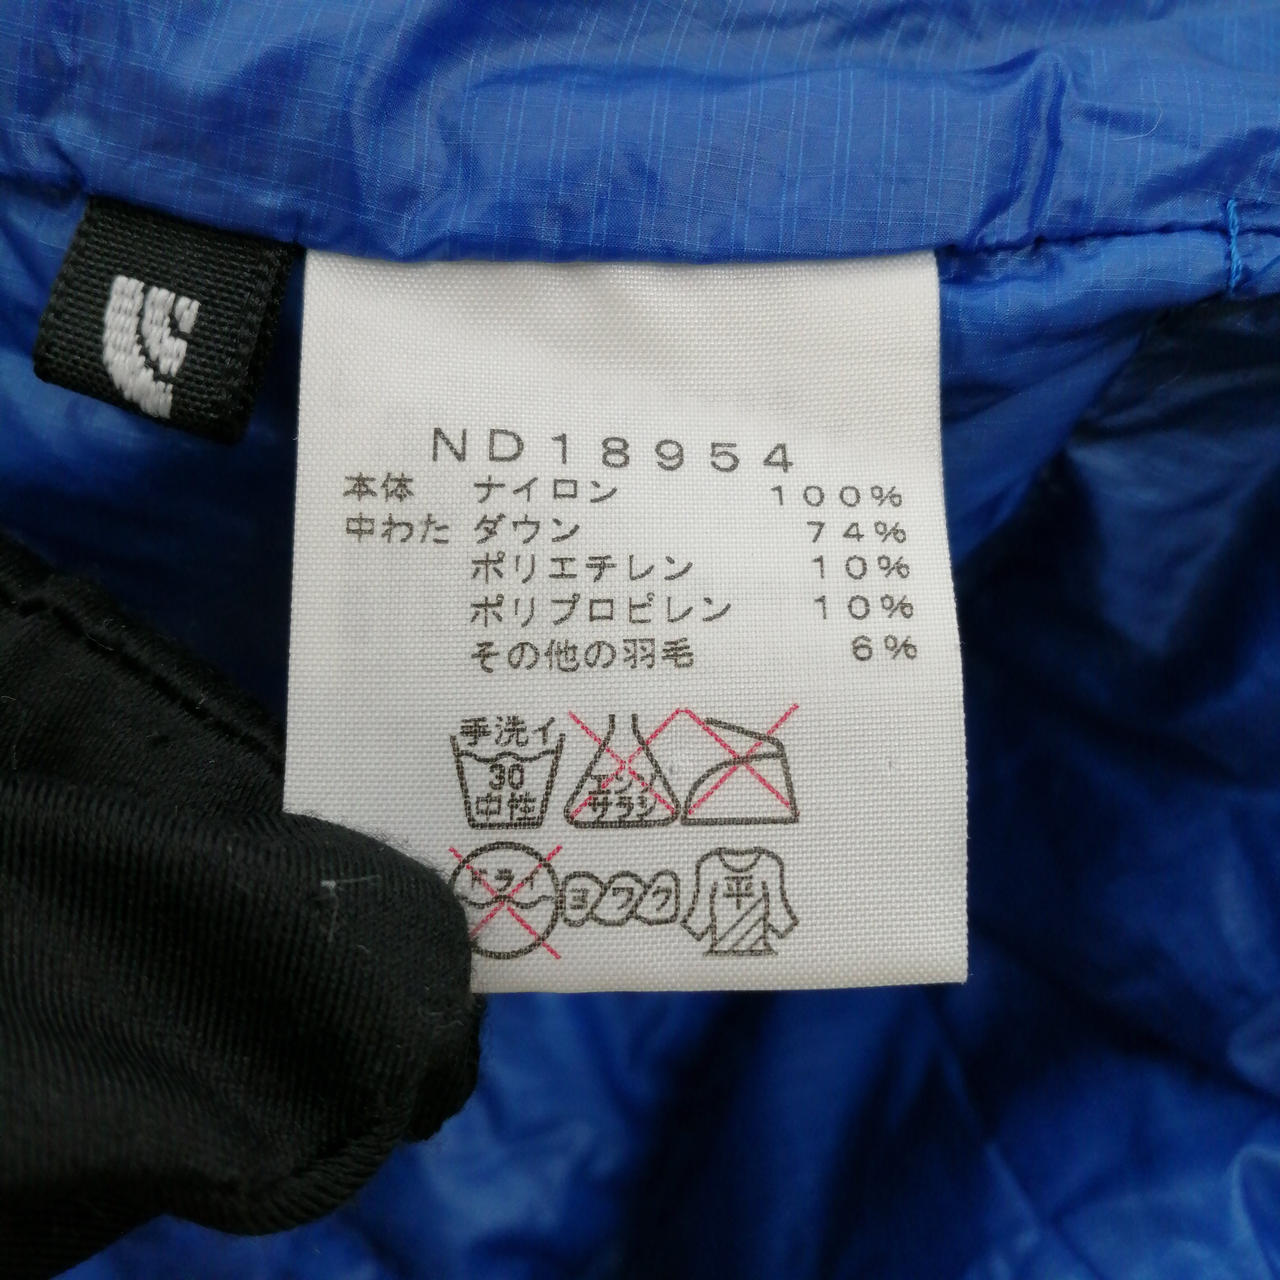 ND18954
本体 ナイロン 100%
中わた ダウン 74%
ポリエチレン 10%
ポリプロピレン 10%
その他の羽毛 6%
手洗イ
30
中性
エンソ
サラシ
ドライ
ヨワク
平